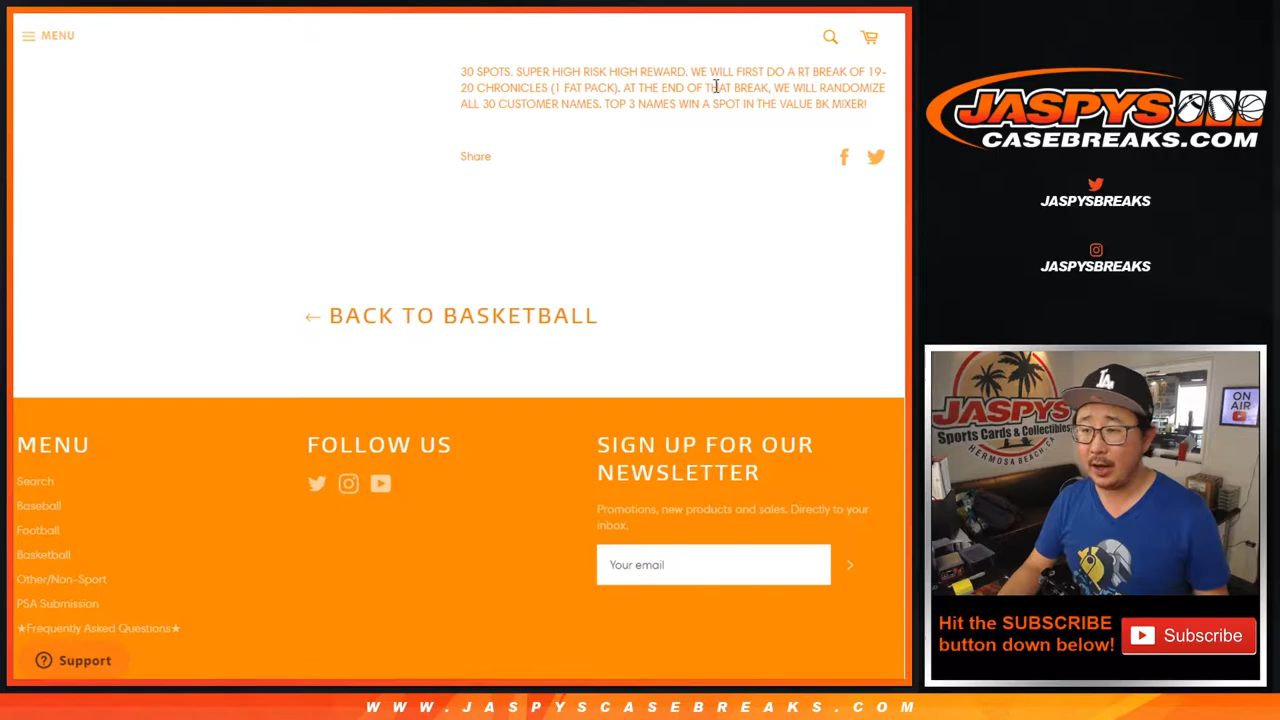 MENU
30 SPOTS. SUPER HIGH RISK HIGH REWARD. WE WILL FIRST DO A RT BREAK OF 19-
20 CHRONICLES (1 FAT PACK). AT THE END OF THAT BREAK, WE WILL RANDOMIZE
ALL 30 CUSTOMER NAMES. TOP 3 NAMES WIN A SPOT IN THE VALUE BK MIXER!
Share
← BACK TO BASKETBALL
MENU
Search
Baseball
Football
Basketball
Other/Non-Sport
PSA Submission
★Frequently Asked Questions★
Support
FOLLOW US
SIGN UP FOR OUR
NEWSLETTER
Promotions, new products and sales. Directly to your
inbox.
Your email
JASPYS
CASEBREAKS.COM
JASPYSBREAKS
JASPYSBREAKS
JASPYS
Sports Cards & Collectibles
HERMOSA BEACH, CA
LA
ON
AIR
Hit the SUBSCRIBE
button down below!
Subscribe
WWW.JASPYSCASEBREAKS.COM